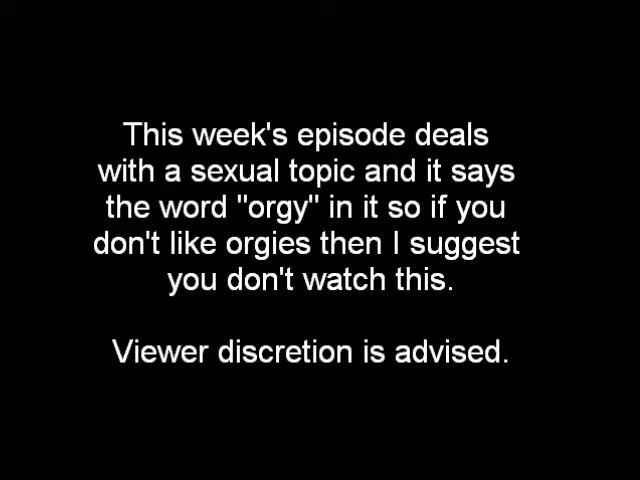 This week's episode deals
with a sexual topic and it says
the word "orgy" in it so if you
don't like orgies then I suggest
you don't watch this.
Viewer discretion is advised.